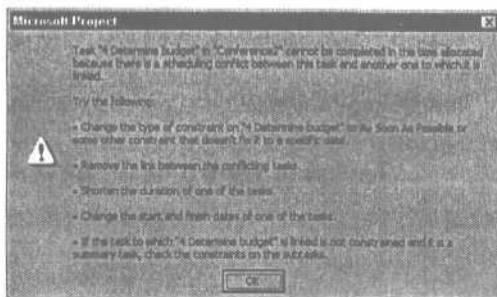 Microsoft Project
Task "4 Determine budget" in "Conference2" cannot be completed in the time allocated
because there is a scheduling conflict between this task and another one to which it is
linked.
Try the following:
• Change the type of constraint on "4 Determine budget" to As Soon As Possible or
some other constraint that doesn't fix it to a specific date.
• Remove the link between the conflicting tasks.
• Shorten the duration of one of the tasks.
• Change the start and finish dates of one of the tasks.
• If the task to which "4 Determine budget" is linked is not constrained and it is a
summary task, check the constraints on the subtasks.
OK